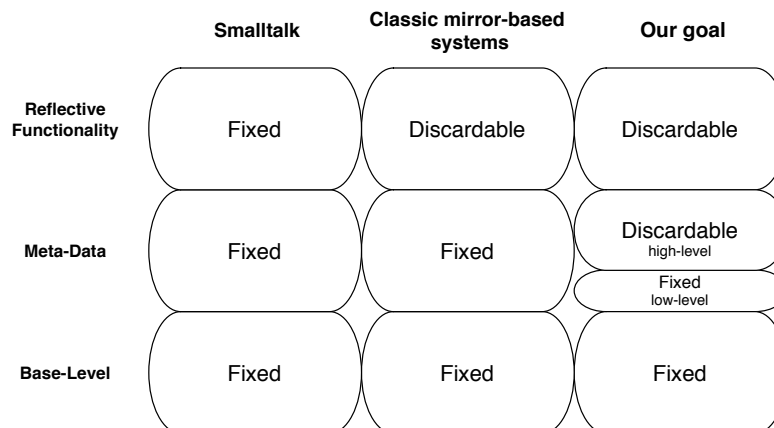 Smalltalk
Classic mirror-based
systems
Our goal
Reflective
Functionality
Fixed
Discardable
Discardable
Meta-Data
Fixed
Fixed
Discardable
high-level
Fixed
low-level
Base-Level
Fixed
Fixed
Fixed